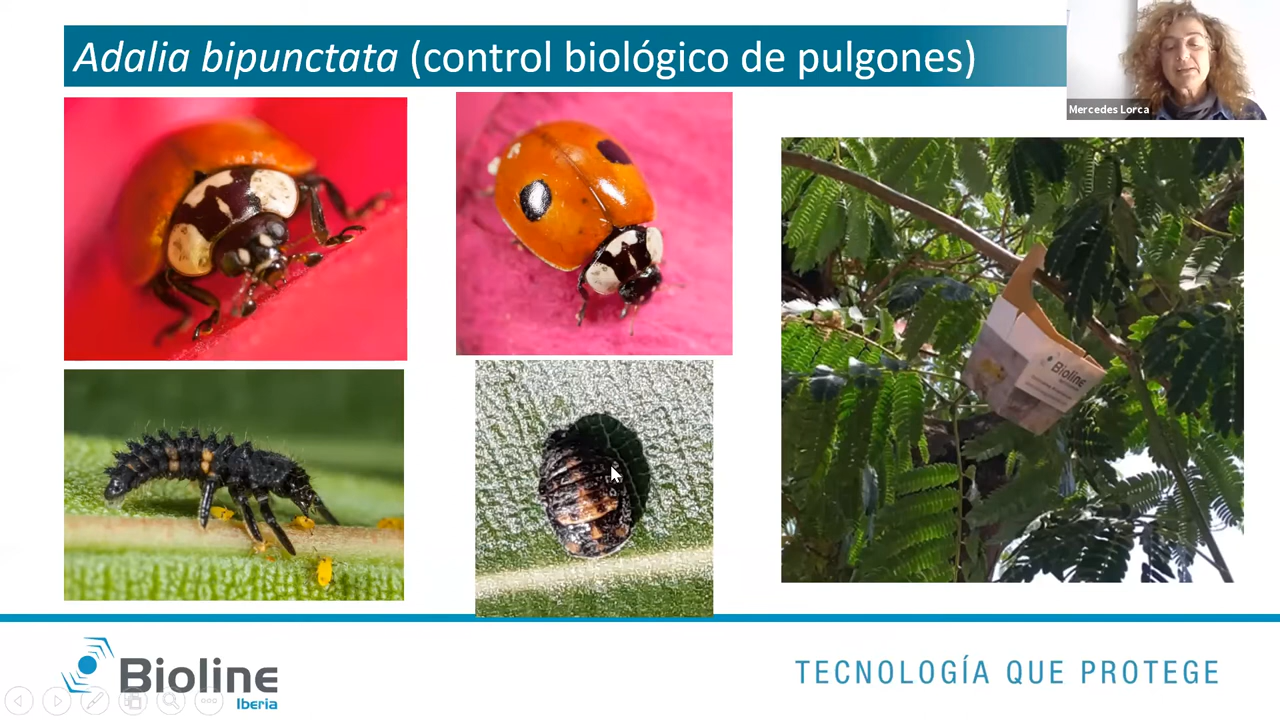 Adalia bipunctata (control biológico de pulgones)
Mercedes Lorca
Bioline
Bioline
Iberia
TECNOLOGÍA QUE PROTEGE